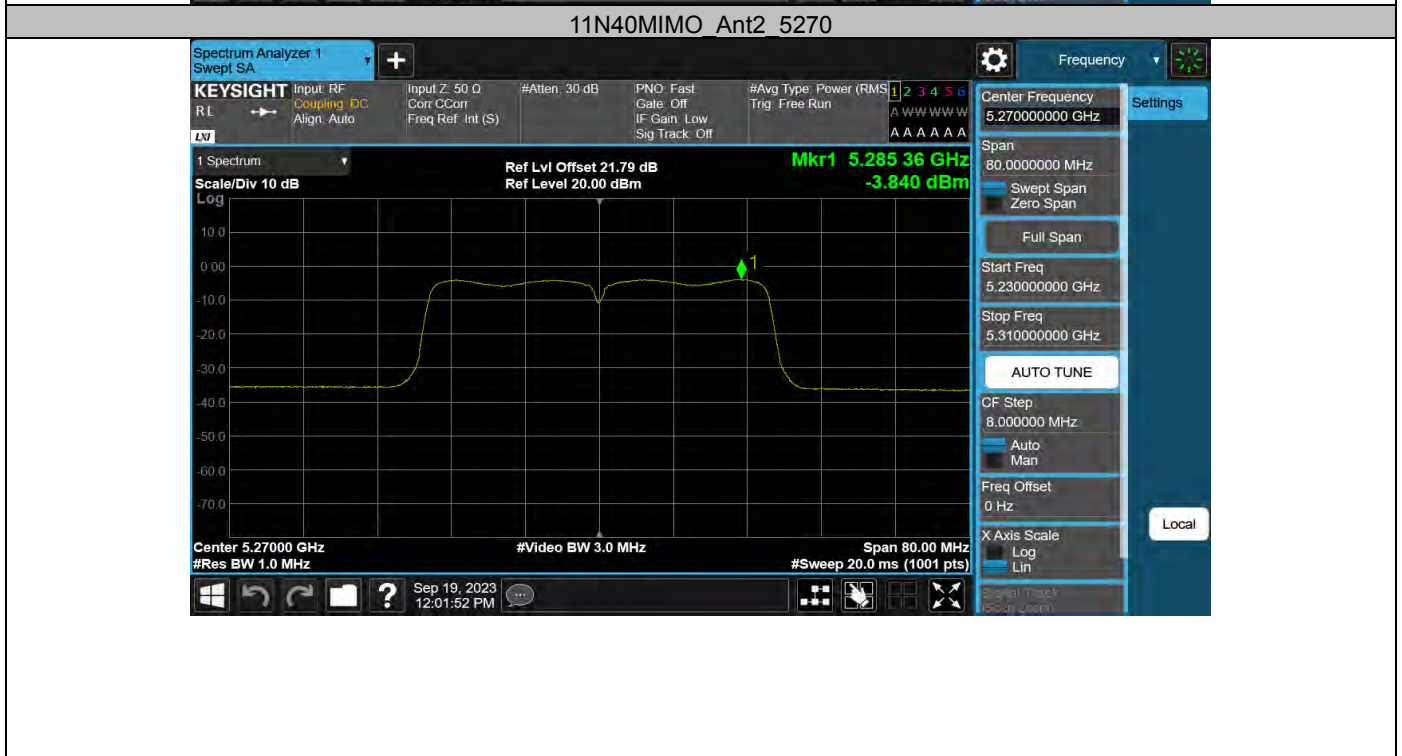 11N40MIMO_Ant2_5270
Spectrum Analyzer 1
Swept SA
+
Frequency
KEYSIGHT
RL
LXI
Input: RF
Coupling: DC
Align: Auto
Input Z: 50 Ω
Corr CCorr
Freq Ref: Int (S)
#Atten: 30 dB
PNO: Fast
Gate: Off
IF Gain: Low
Sig Track: Off
#Avg Type: Power (RMS
Trig: Free Run
1 2 3 4 5 6
A W W W W W
A A A A A A
1 Spectrum
Scale/Div 10 dB
Log
Ref Lvl Offset 21.79 dB
Ref Level 20.00 dBm
Mkr1 5.285 36 GHz
-3.840 dBm
10.0
0.00
-10.0
-20.0
-30.0
-40.0
-50.0
-60.0
-70.0
1
Center 5.27000 GHz
#Res BW 1.0 MHz
#Video BW 3.0 MHz
Span 80.00 MHz
#Sweep 20.0 ms (1001 pts)
?
Sep 19, 2023
12:01:52 PM
Center Frequency
5.270000000 GHz
Settings
Span
80.0000000 MHz
Swept Span
Zero Span
Full Span
Start Freq
5.230000000 GHz
Stop Freq
5.310000000 GHz
AUTO TUNE
CF Step
8.000000 MHz
Auto
Man
Freq Offset
0 Hz
X Axis Scale
Log
Lin
Local
Signal Track
(Span Zoom)